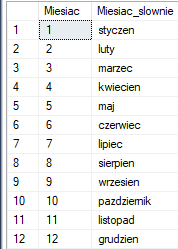 Miesiac Miesiac_slownie
1 1 styczen
2 2 luty
3 3 marzec
4 4 kwiecien
5 5 maj
6 6 czerwiec
7 7 lipiec
8 8 sierpien
9 9 wrzesien
10 10 pazdziernik
11 11 listopad
12 12 grudzien